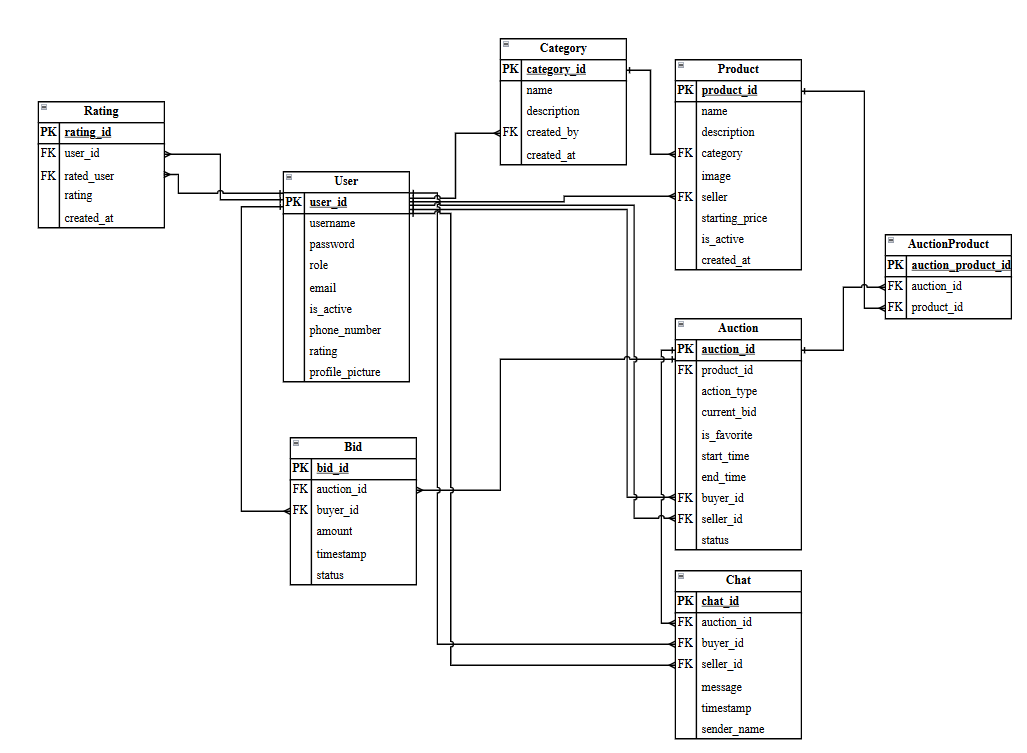 Category
PK category_id
name
description
FK created_by
created_at
Product
PK product_id
name
description
FK category
image
FK seller
starting_price
is_active
created_at
Rating
PK rating_id
FK user_id
FK rated_user
rating
created_at
User
PK user_id
username
password
role
email
is_active
phone_number
rating
profile_picture
AuctionProduct
PK auction_product_id
FK auction_id
FK product_id
Auction
PK auction_id
FK product_id
action_type
current_bid
is_favorite
start_time
end_time
FK buyer_id
FK seller_id
status
Bid
PK bid_id
FK auction_id
FK buyer_id
amount
timestamp
status
Chat
PK chat_id
FK auction_id
FK buyer_id
FK seller_id
message
timestamp
sender_name